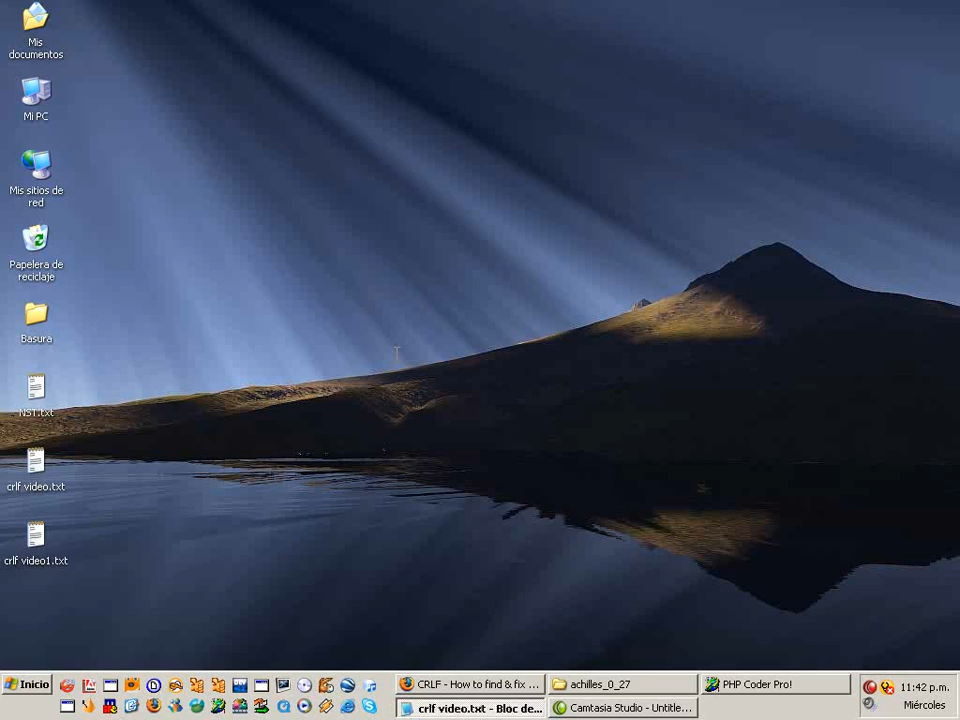 Mis
documentos
Mi PC
Mis sitios de
red
Papelera de
reciclaje
Basura
NST.txt
crlf video.txt
crlf video1.txt
Inicio
CRLF - How to find & fix ...
achilles_0_27
PHP Coder Pro!
11:42 p.m.
crlf video.txt - Bloc de...
Camtasia Studio - Untitle...
Miércoles